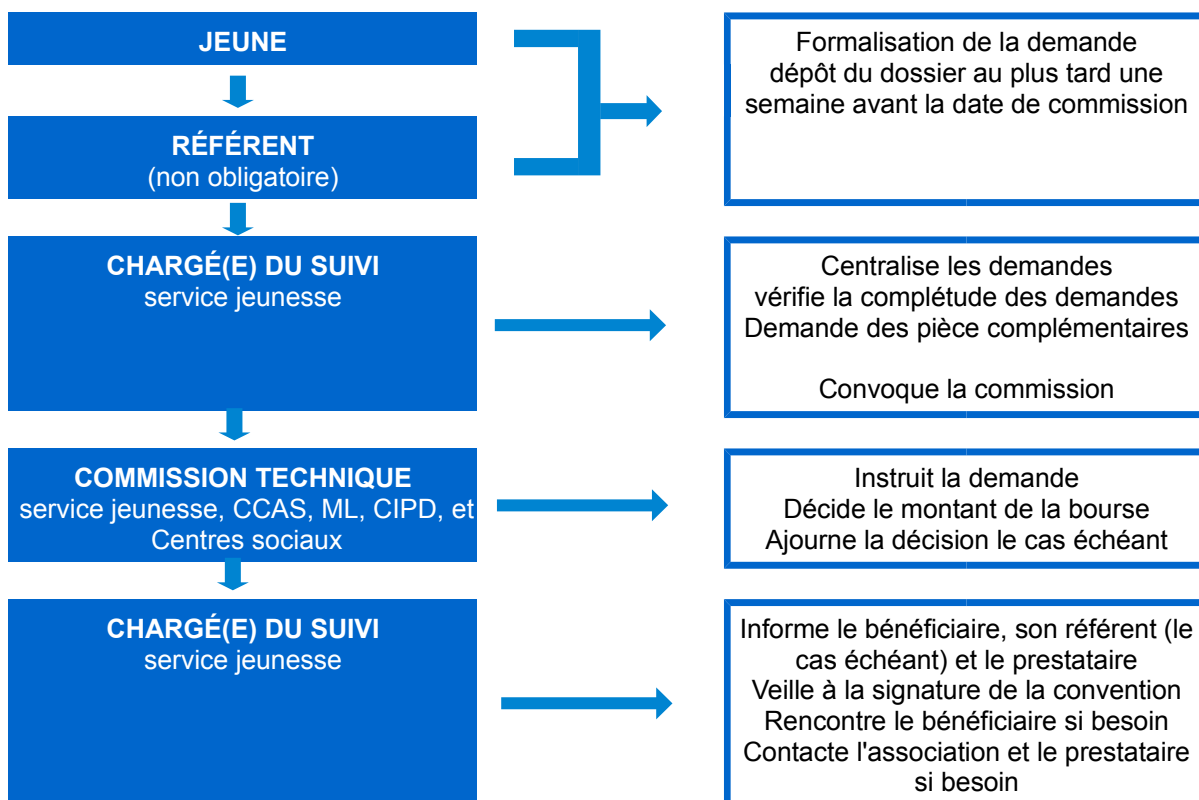 JEUNE
Formalisation de la demande
dépôt du dossier au plus tard une
semaine avant la date de commission
RÉFÉRENT
(non obligatoire)
CHARGÉ(E) DU SUIVI
service jeunesse
Centralise les demandes
vérifie la complétude des demandes
Demande des pièce complémentaires
Convoque la commission
COMMISSION TECHNIQUE
service jeunesse, CCAS, ML, CIPD, et
Centres sociaux
Instruit la demande
Décide le montant de la bourse
Ajourne la décision le cas échéant
CHARGÉ(E) DU SUIVI
service jeunesse
Informe le bénéficiaire, son référent (le
cas échéant) et le prestataire
Veille à la signature de la convention
Rencontre le bénéficiaire si besoin
Contacte l'association et le prestataire
si besoin